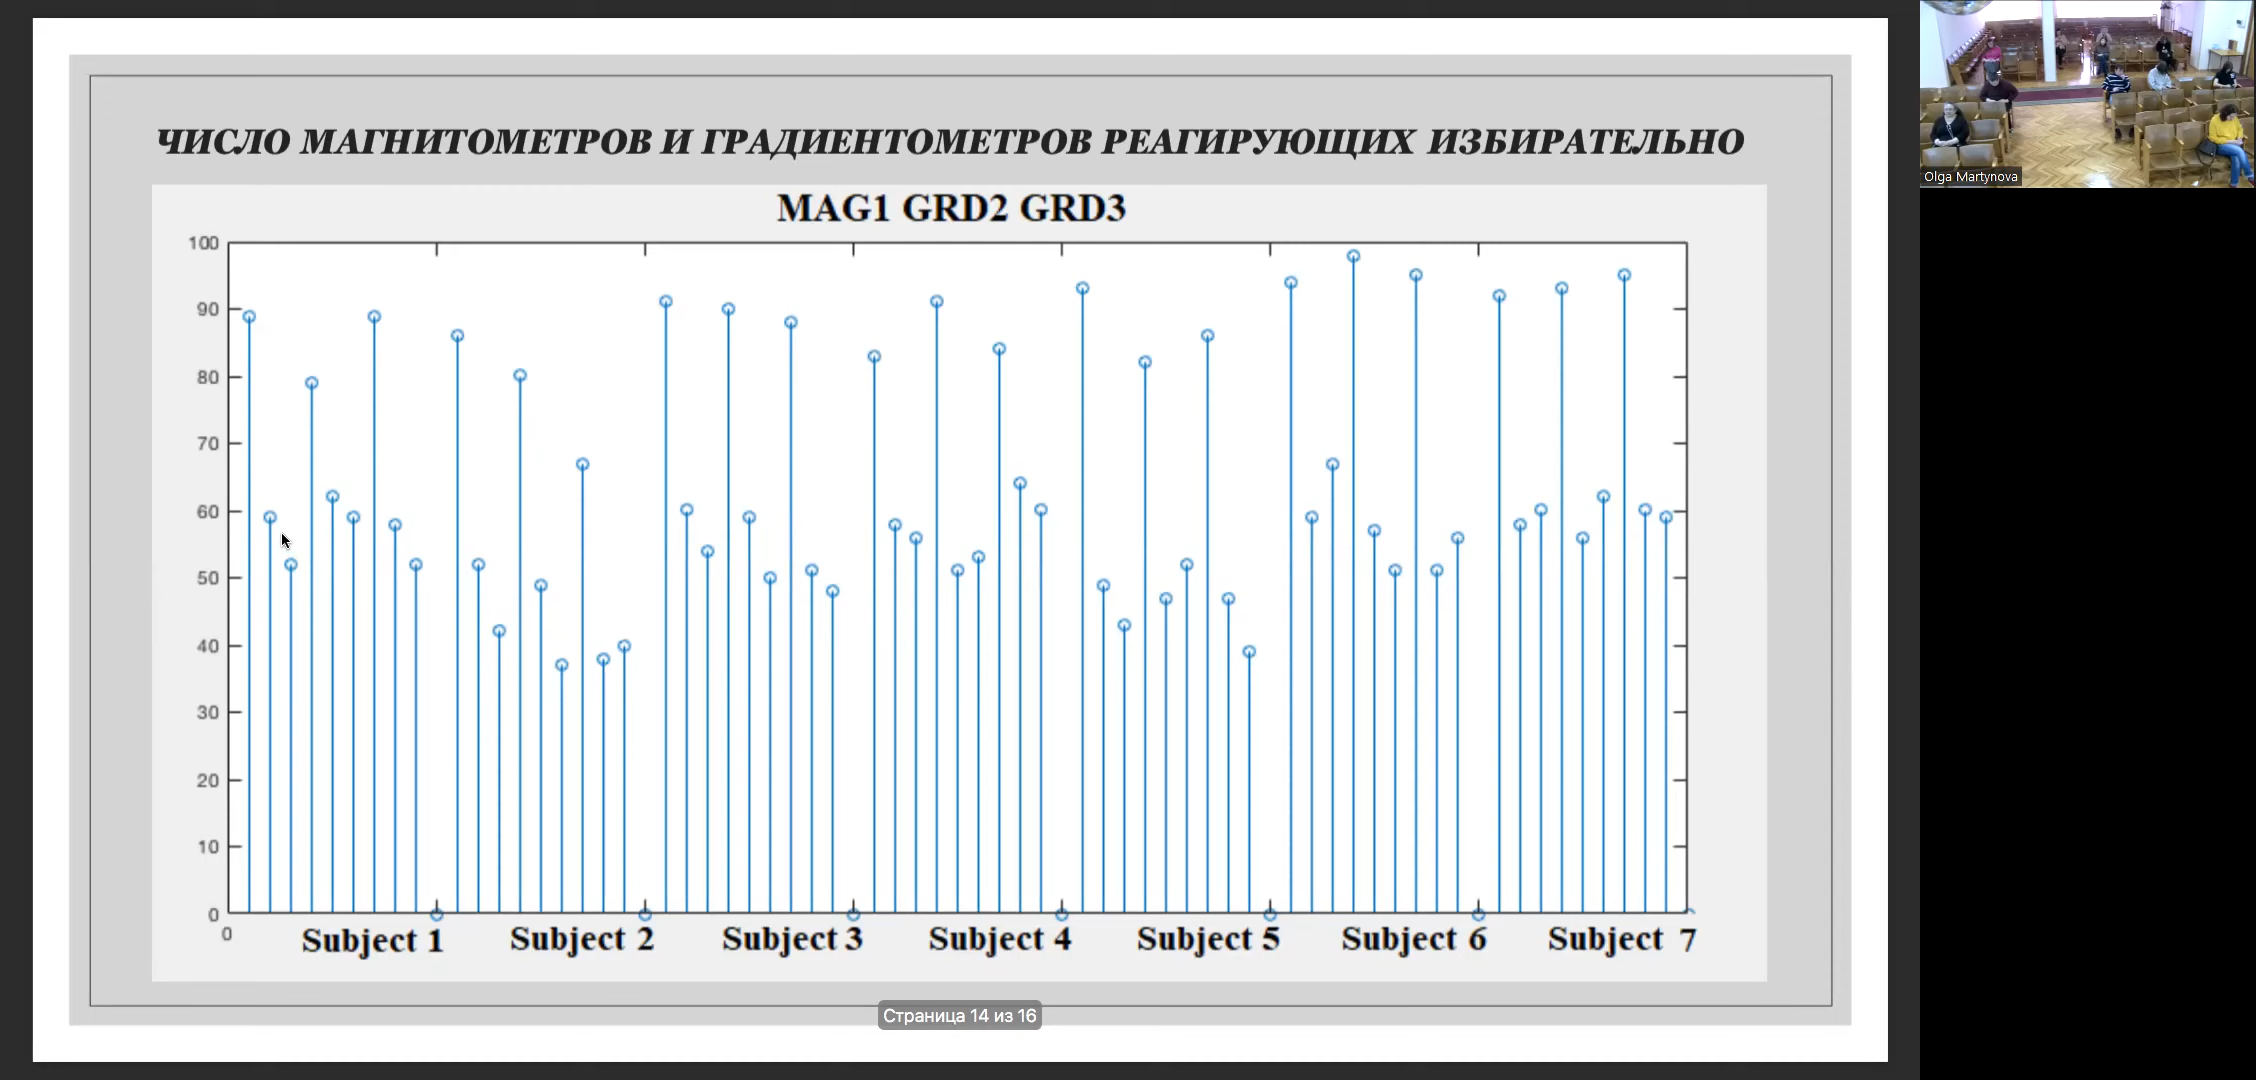 ЧИСЛО МАГНИТОМЕТРОВ И ГРАДИЕНТОМЕТРОВ РЕАГИРУЮЩИХ ИЗБИРАТЕЛЬНО
MAG1 GRD2 GRD3
100
90
80
70
60
50
40
30
20
10
0
0
Subject 1 Subject 2 Subject 3 Subject 4 Subject 5 Subject 6 Subject 7
Страница 14 из 16
Olga Martynova